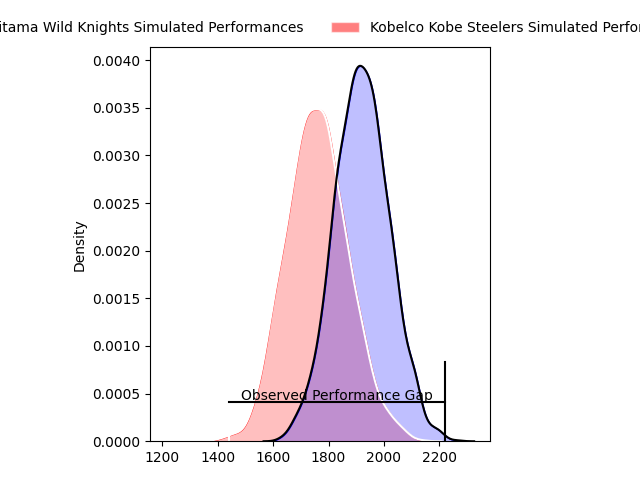 itama Wild Knights Simulated Performances Kobelco Kobe Steelers Simulated Perfor
0.0040
0.0035
0.0030
0.0025
0.0020
0.0015
0.0010
0.0005
0.0000
Density
Observed Performance Gap
1200 1400 1600 1800 2000 2200